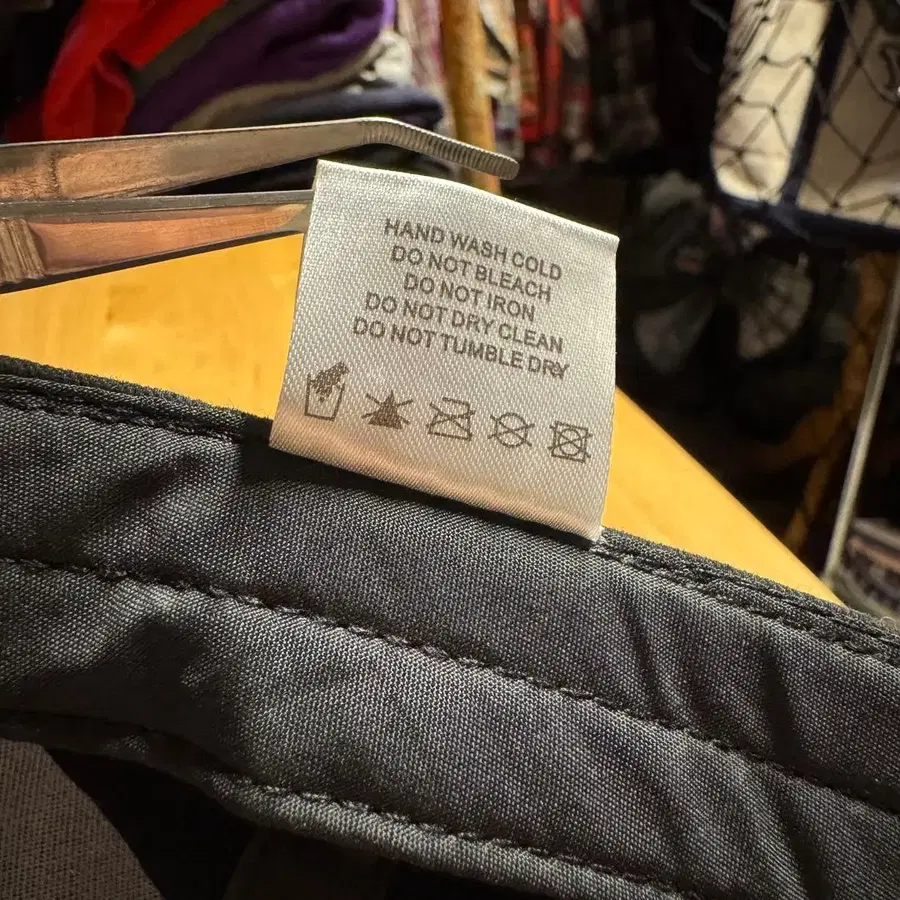 HAND WASH COLD
DO NOT BLEACH
DO NOT IRON
DO NOT DRY CLEAN
DO NOT TUMBLE DRY